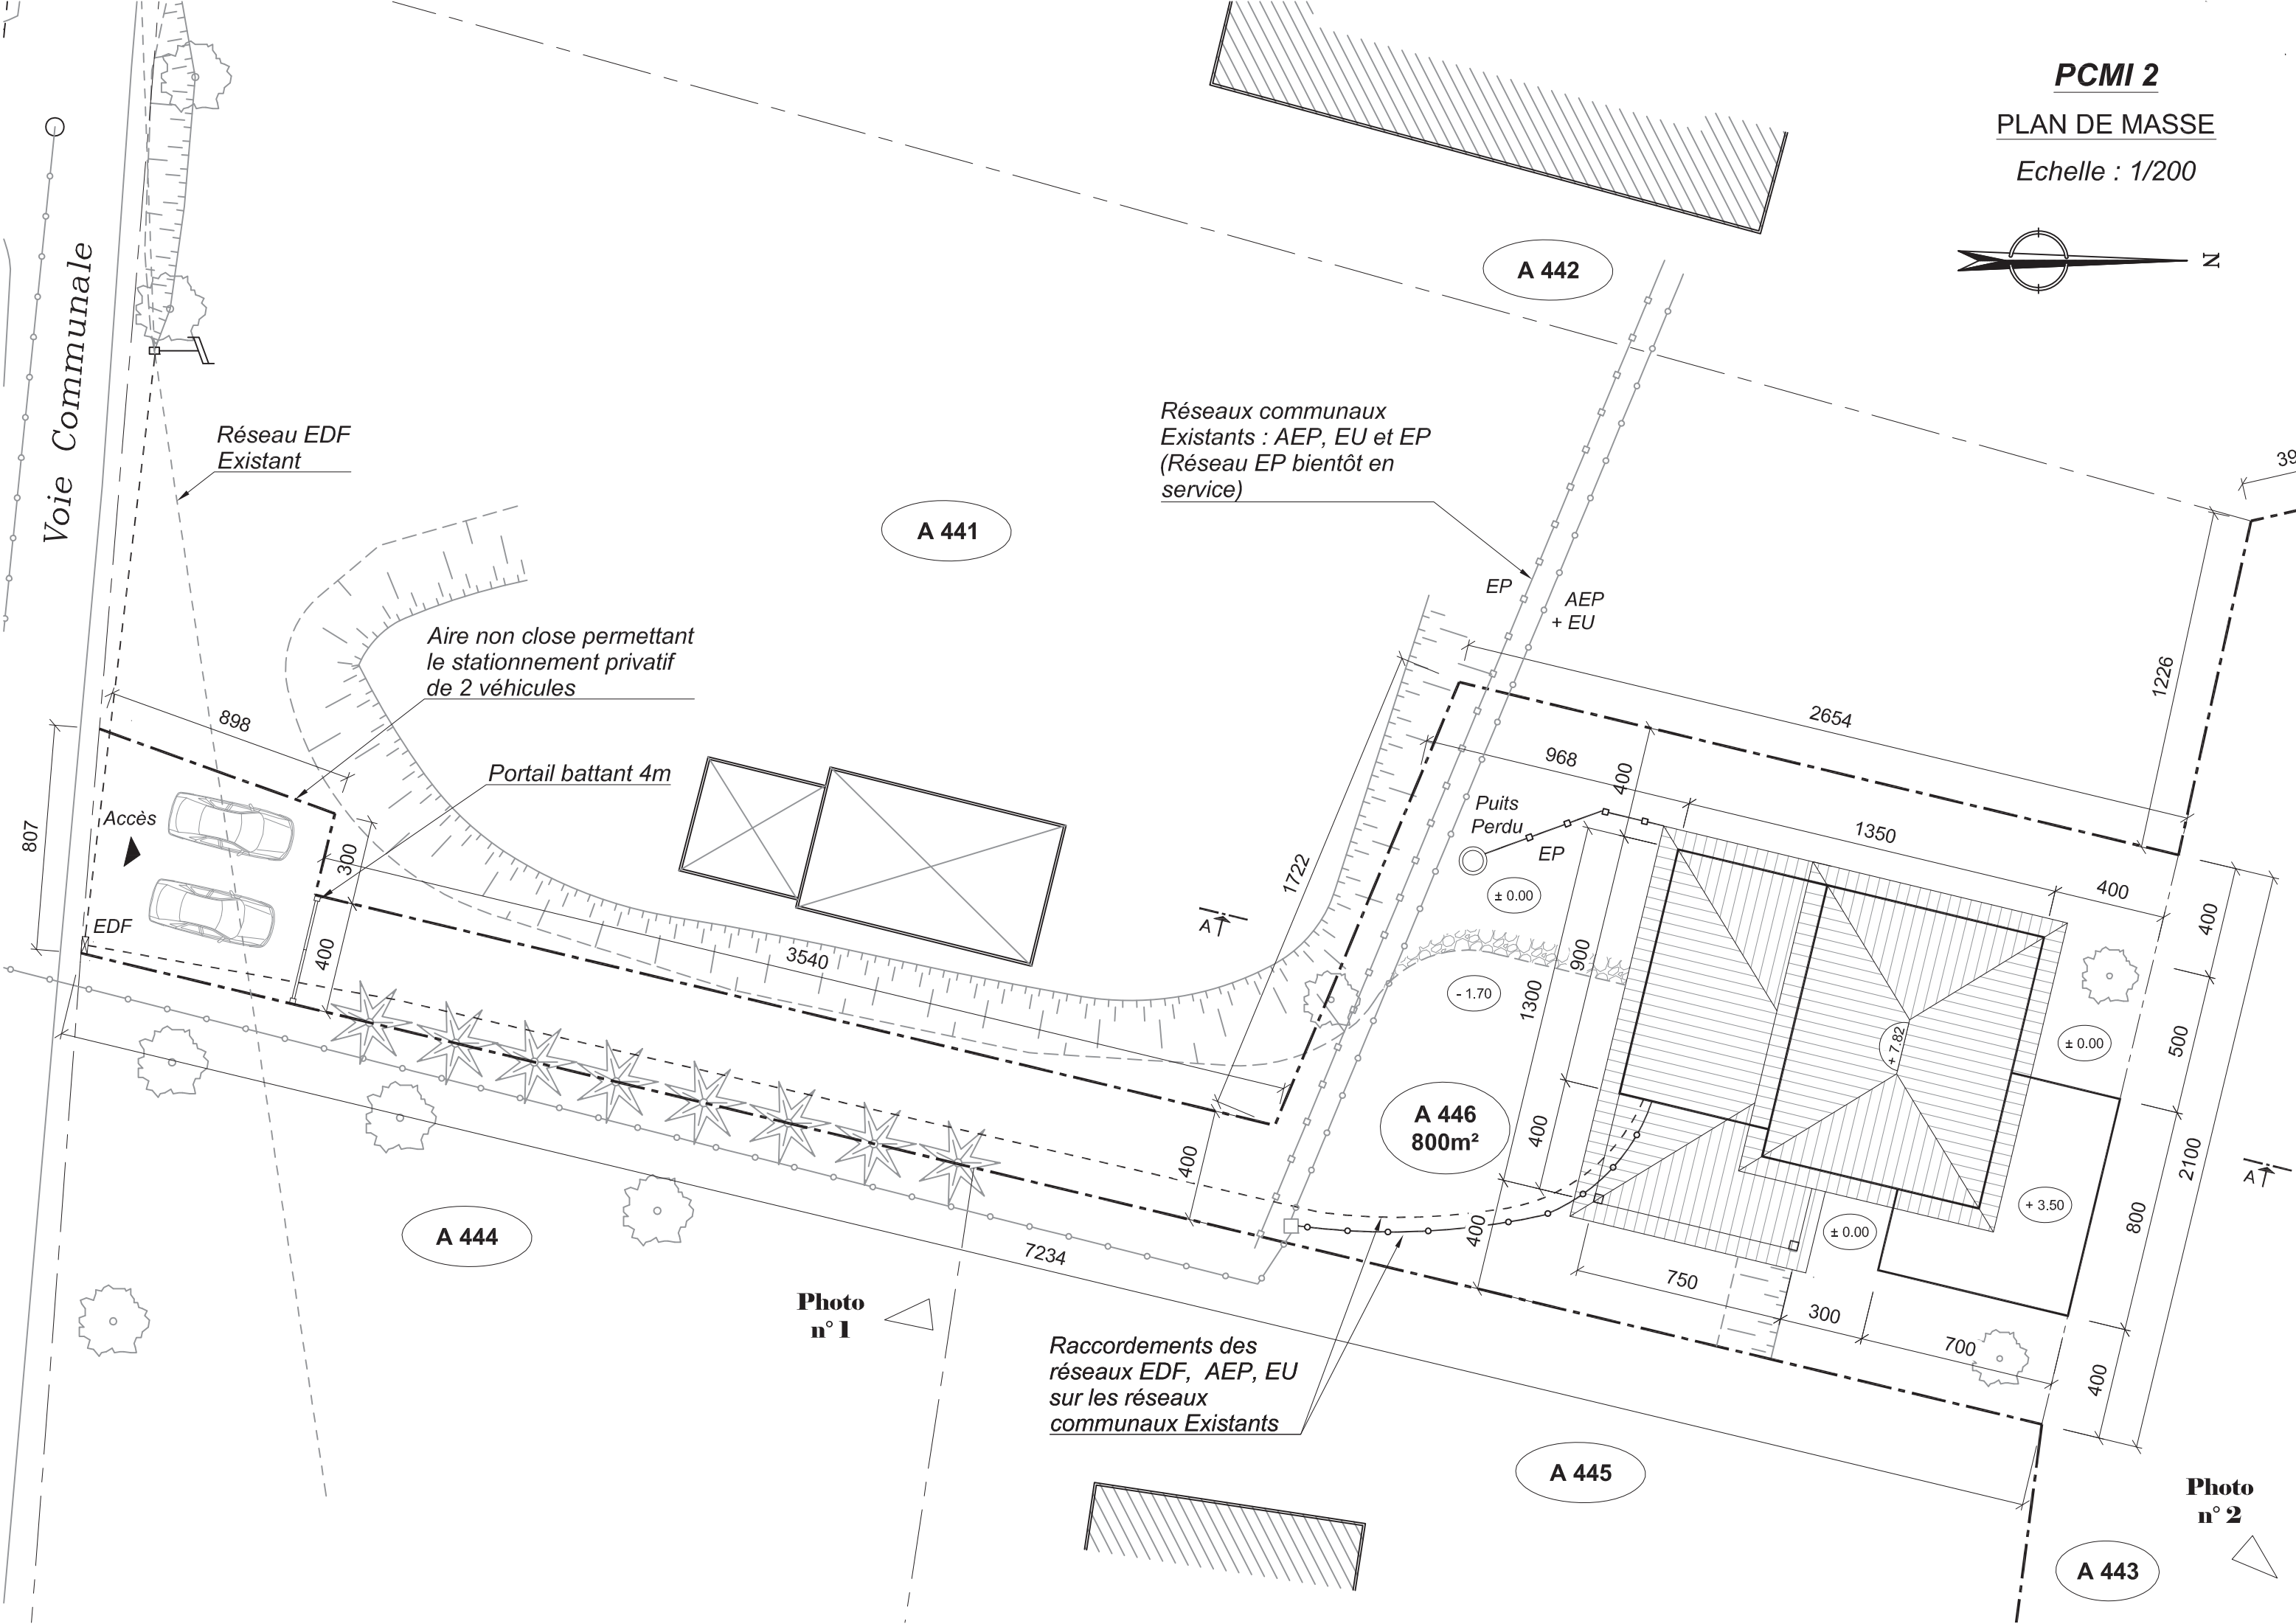 PCMI 2
PLAN DE MASSE
Echelle : 1/200
N
A 442
Voie Communale
Réseau EDF
Existant
Réseaux communaux
Existants : AEP, EU et EP
(Réseau EP bientôt en
service)
39
A 441
EP
AEP
+ EU
Aire non close permettant
le stationnement privatif
de 2 véhicules
1226
2654
898
968
400
Portail battant 4m
Puits
Perdu
EP
1350
400
807
Accès
300
1722
± 0.00
400
A
EDF
400
3540
900
- 1.70
1300
+ 7.82
± 0.00
500
A 446
800m²
400
400
2100
A
+ 3.50
800
A 444
400
± 0.00
7234
750
300
700
400
Photo
n° 1
Raccordements des
réseaux EDF, AEP, EU
sur les réseaux
communaux Existants
A 445
Photo
n° 2
A 443